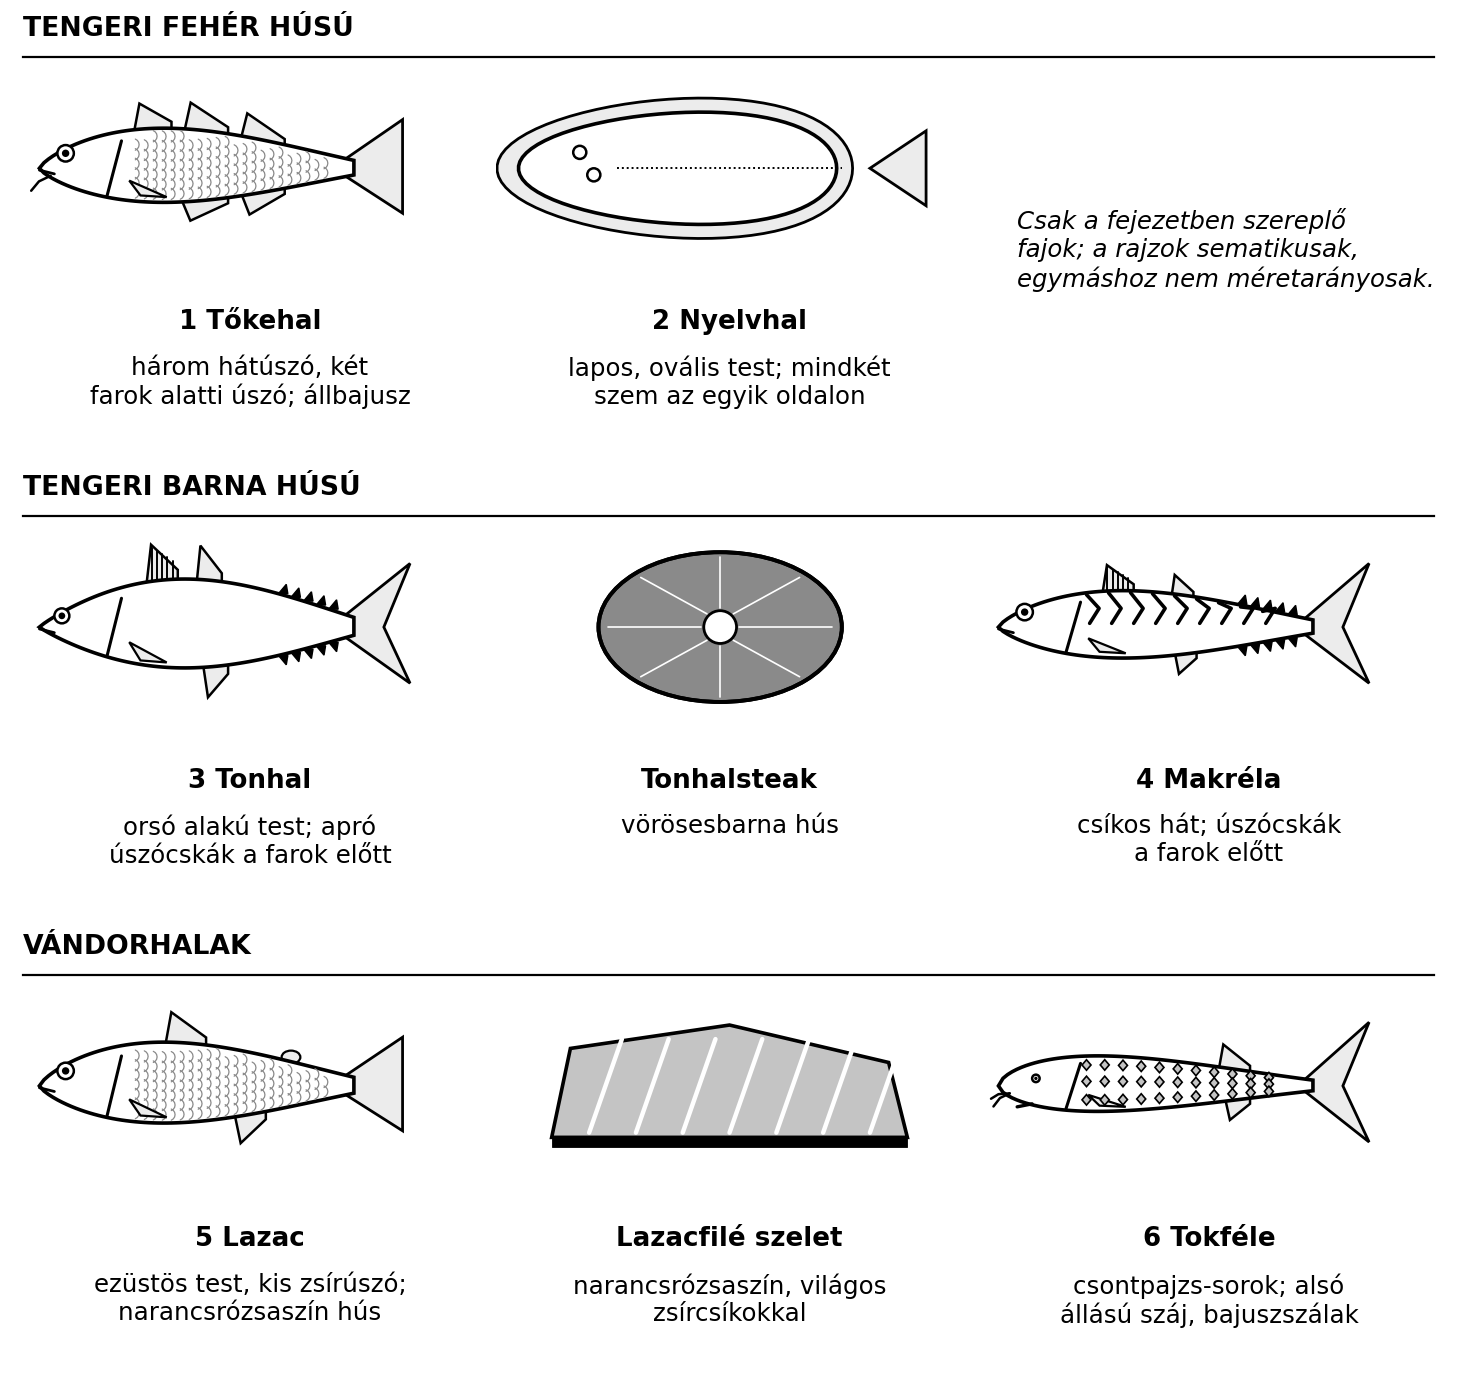 TENGERI FEHÉR HÚSÚ
Csak a fejezetben szereplő
fajok; a rajzok sematikusak,
egymáshoz nem méretarányosak.
1 Tőkehal
három hátúszó, két
farok alatti úszó; állbajusz
2 Nyelvhal
lapos, ovális test; mindkét
szem az egyik oldalon
TENGERI BARNA HÚSÚ
3 Tonhal
orsó alakú test; apró
úszócskák a farok előtt
Tonhalsteak
vörösesbarna hús
4 Makréla
csíkos hát; úszócskák
a farok előtt
VÁNDORHALAK
5 Lazac
ezüstös test, kis zsírúszó;
narancsrózsaszín hús
Lazacfilé szelet
narancsrózsaszín, világos
zsírcsíkokkal
6 Tokféle
csontpajzs-sorok; alsó
állású száj, bajuszszálak